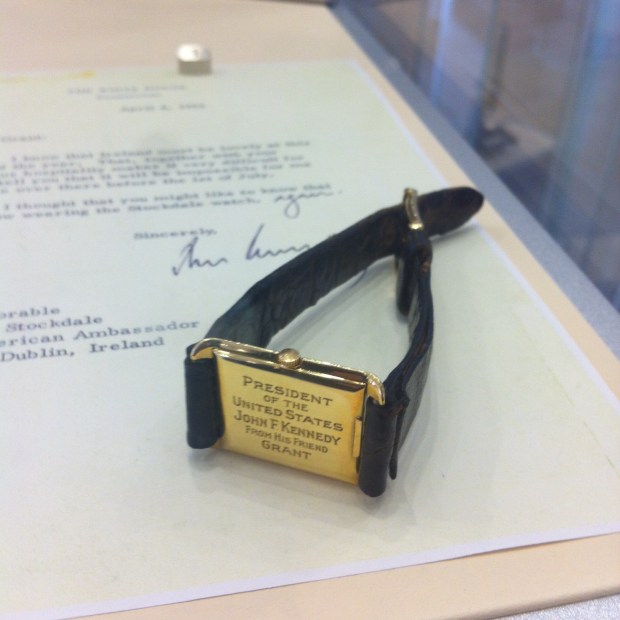 THE WHITE HOUSE
April 4, 196
Grant:
I know that Ireland must be lovely at this
the year. That, together with your
hospitality makes it very difficult for
tell you that it will be impossible for me
over there before the 1st of July.
I thought that you might like to know that
wearing the Stockdale watch, again.
Sincerely,
orable
Stockdale
erican Ambassador
Dublin, Ireland
PRESIDENT
OF THE
UNITED STATES
JOHN F KENNEDY
FROM HIS FRIEND
GRANT